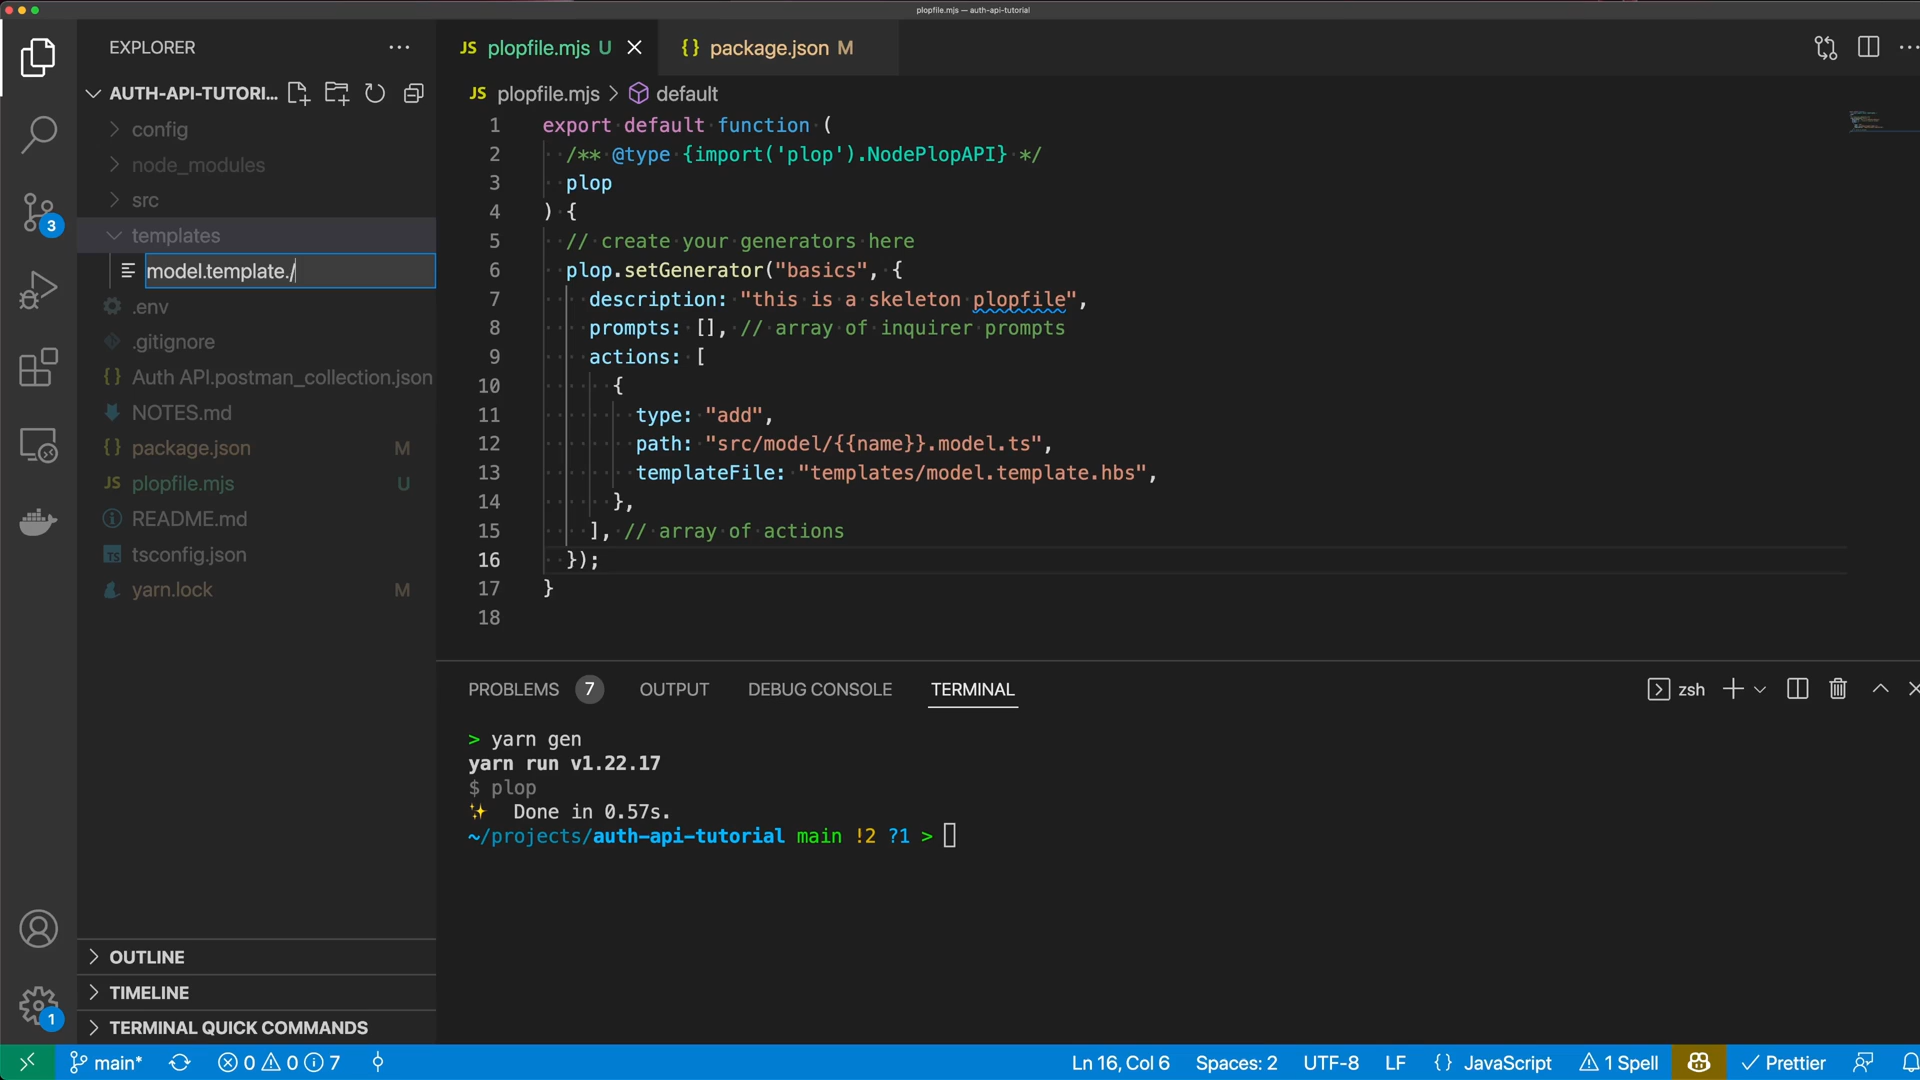 plopfile.mjs — auth-api-tutorial
EXPLORER
JS plopfile.mjs U
{} package.json M
AUTH-API-TUTORI...
JS plopfile.mjs > default
config
node_modules
src
templates
model.template./
.env
.gitignore
{} Auth API.postman_collection.json
NOTES.md
{} package.json M
JS plopfile.mjs U
README.md
TS tsconfig.json
yarn.lock M
OUTLINE
TIMELINE
TERMINAL QUICK COMMANDS
3
1
1 export default function (
2 /** @type {import('plop').NodePlopAPI} */
3 plop
4 ) {
5 // create your generators here
6 plop.setGenerator("basics", {
7 description: "this is a skeleton plopfile",
8 prompts: [], // array of inquirer prompts
9 actions: [
10 {
11 type: "add",
12 path: "src/model/{{name}}.model.ts",
13 templateFile: "templates/model.template.hbs",
14 },
15 ], // array of actions
16 });
17 }
18
PROBLEMS 7 OUTPUT DEBUG CONSOLE TERMINAL
zsh
> yarn gen
yarn run v1.22.17
$ plop
✨ Done in 0.57s.
~/projects/auth-api-tutorial main !2 ?1 >
main* 0 0 7
Ln 16, Col 6 Spaces: 2 UTF-8 LF {} JavaScript 1 Spell Prettier